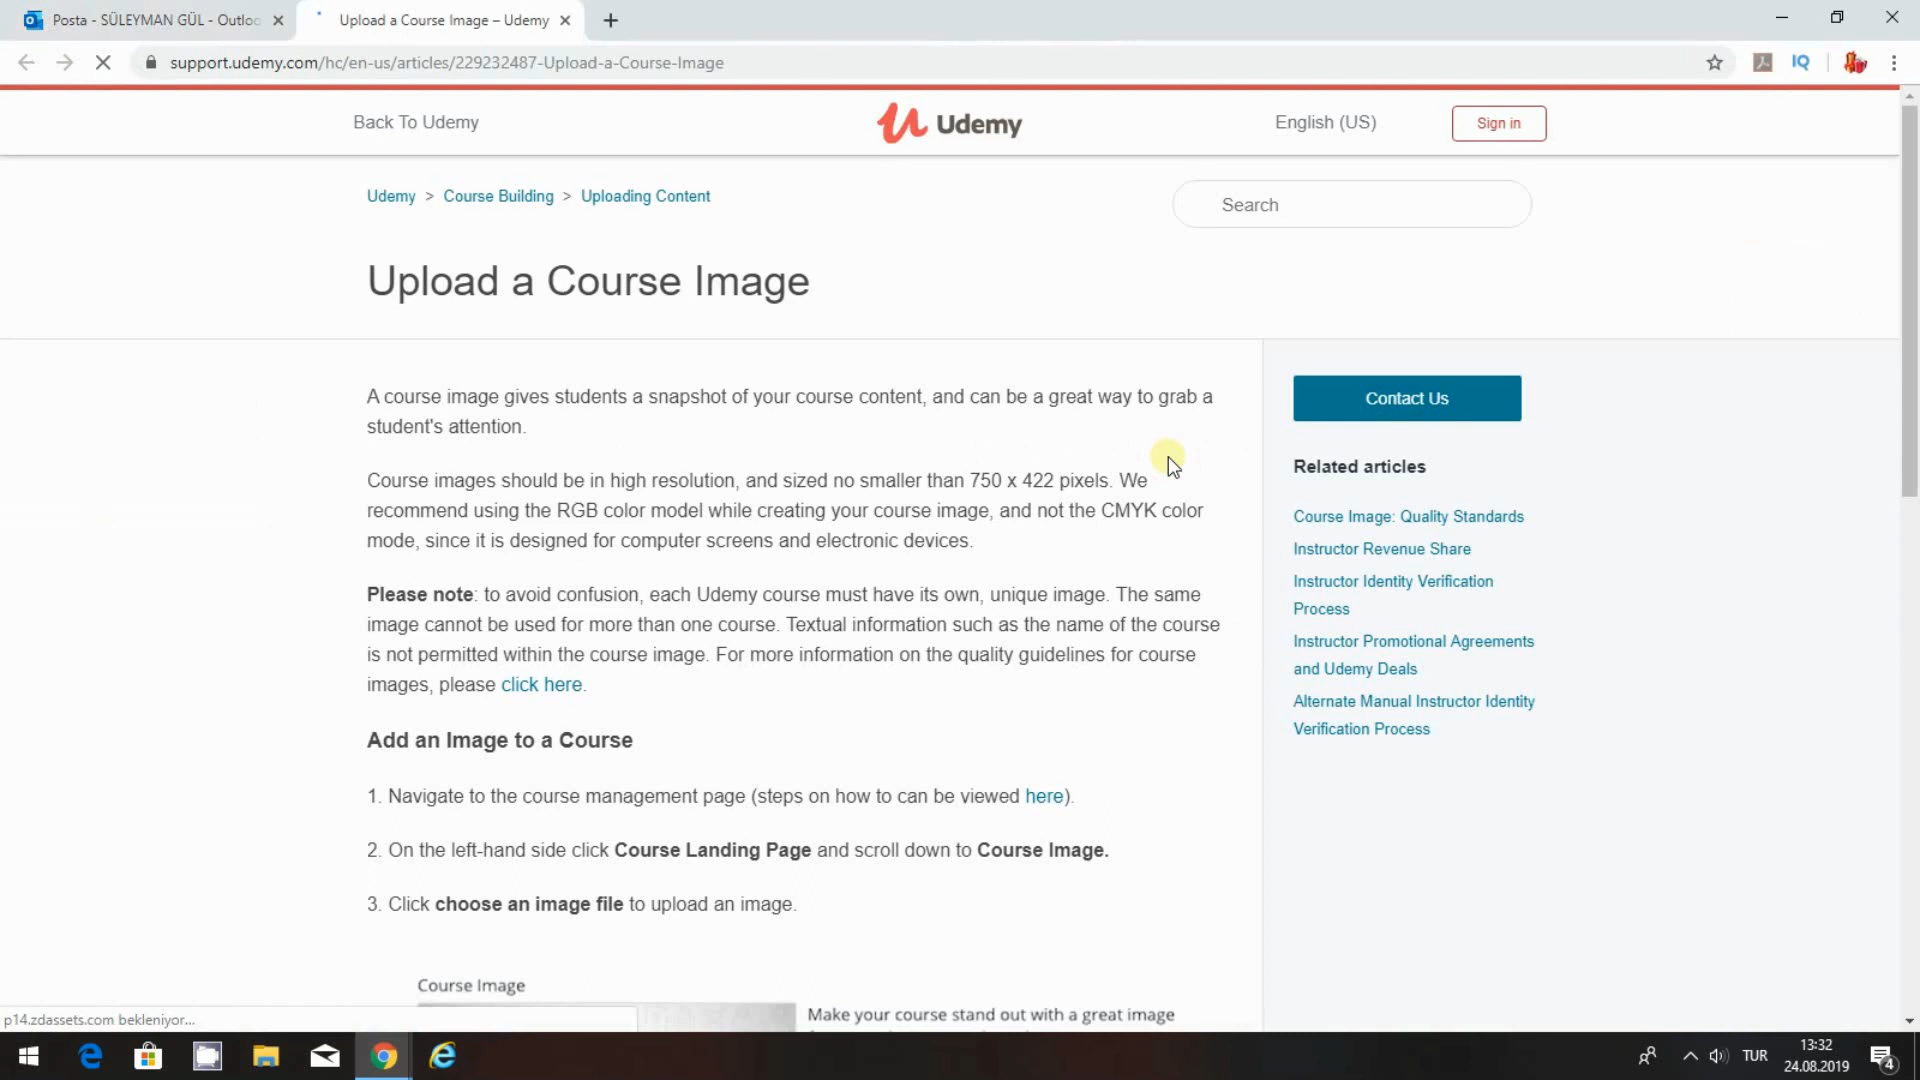 Posta - SÜLEYMAN GÜL - Outloo
Upload a Course Image – Udemy
support.udemy.com/hc/en-us/articles/229232487-Upload-a-Course-Image
IQ
Back To Udemy
Udemy
English (US)
Sign in
Udemy > Course Building > Uploading Content
Search
Upload a Course Image
A course image gives students a snapshot of your course content, and can be a great way to grab a
student's attention.
Course images should be in high resolution, and sized no smaller than 750 x 422 pixels. We
recommend using the RGB color model while creating your course image, and not the CMYK color
mode, since it is designed for computer screens and electronic devices.
Please note: to avoid confusion, each Udemy course must have its own, unique image. The same
image cannot be used for more than one course. Textual information such as the name of the course
is not permitted within the course image. For more information on the quality guidelines for course
images, please click here.
Add an Image to a Course
1. Navigate to the course management page (steps on how to can be viewed here).
2. On the left-hand side click Course Landing Page and scroll down to Course Image.
3. Click choose an image file to upload an image.
Course Image
Make your course stand out with a great image
Contact Us
Related articles
Course Image: Quality Standards
Instructor Revenue Share
Instructor Identity Verification
Process
Instructor Promotional Agreements
and Udemy Deals
Alternate Manual Instructor Identity
Verification Process
p14.zdassets.com bekleniyor...
TUR
13:32
24.08.2019
4